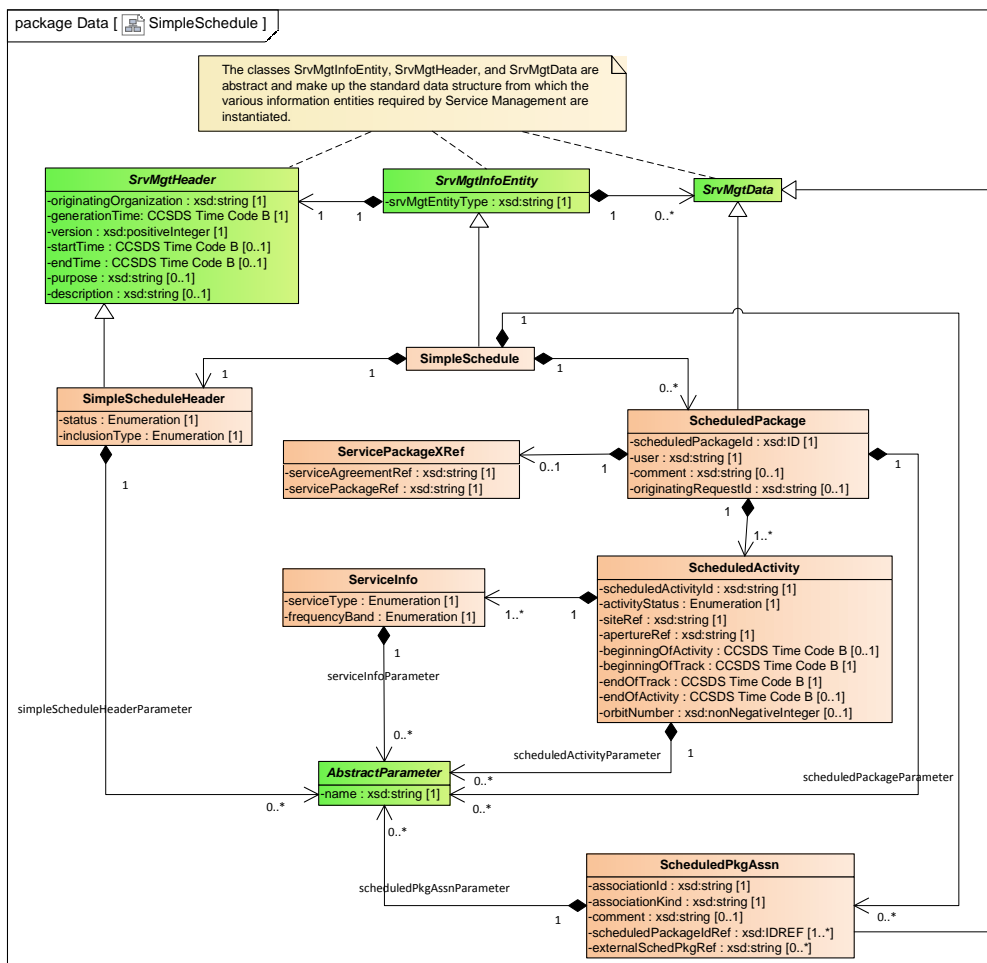 package Data [ SimpleSchedule ]
The classes SrvMgtInfoEntity, SrvMgtHeader, and SrvMgtData are
abstract and make up the standard data structure from which the
various information entities required by Service Management are
instantiated.
SrvMgtHeader
-originatingOrganization : xsd:string [1]
-generationTime: CCSDS Time Code B [1]
-version : xsd:positiveInteger [1]
-startTime : CCSDS Time Code B [0..1]
-endTime : CCSDS Time Code B [0..1]
-purpose : xsd:string [0..1]
-description : xsd:string [0..1]
SrvMgtInfoEntity
-srvMgtEntityType : xsd:string [1]
SrvMgtData
1
1
1
0..*
1
SimpleSchedule
1
1
1
0..*
SimpleScheduleHeader
-status : Enumeration [1]
-inclusionType : Enumeration [1]
1
ServicePackageXRef
-serviceAgreementRef : xsd:string [1]
-servicePackageRef : xsd:string [1]
0..1
1
ScheduledPackage
-scheduledPackageId : xsd:ID [1]
-user : xsd:string [1]
-comment : xsd:string [0..1]
-originatingRequestId : xsd:string [0..1]
1
1
1..*
ServiceInfo
-serviceType : Enumeration [1]
-frequencyBand : Enumeration [1]
1..*
1
1
ScheduledActivity
-scheduledActivityId : xsd:string [1]
-activityStatus : Enumeration [1]
-siteRef : xsd:string [1]
-apertureRef : xsd:string [1]
-beginningOfActivity : CCSDS Time Code B [0..1]
-beginningOfTrack : CCSDS Time Code B [1]
-endOfTrack : CCSDS Time Code B [1]
-endOfActivity : CCSDS Time Code B [0..1]
-orbitNumber : xsd:nonNegativeInteger [0..1]
serviceInfoParameter
simpleScheduleHeaderParameter
0..*
scheduledActivityParameter
1
scheduledPackageParameter
AbstractParameter
-name : xsd:string [1]
0..*
0..*
0..*
0..*
scheduledPkgAssnParameter
1
ScheduledPkgAssn
-associationId : xsd:string [1]
-associationKind : xsd:string [1]
-comment : xsd:string [0..1]
-scheduledPackageIdRef : xsd:IDREF [1..*]
-externalSchedPkgRef : xsd:string [0..*]
0..*